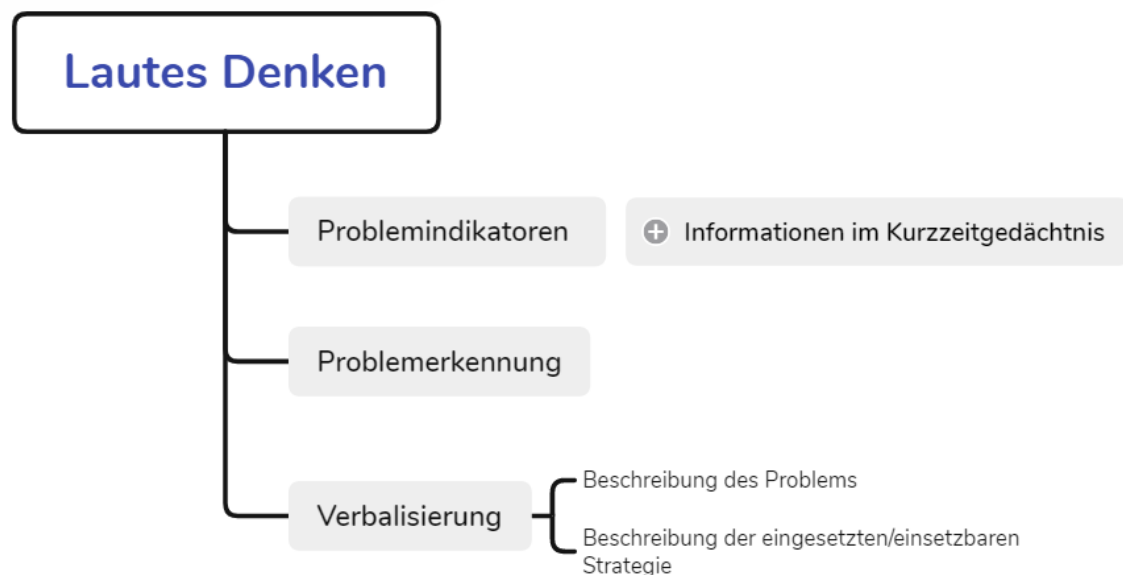 Lautes Denken
Problemindikatoren
Informationen im Kurzzeitgedächtnis
Problemerkennung
Verbalisierung
Beschreibung des Problems
Beschreibung der eingesetzten/einsetzbaren
Strategie